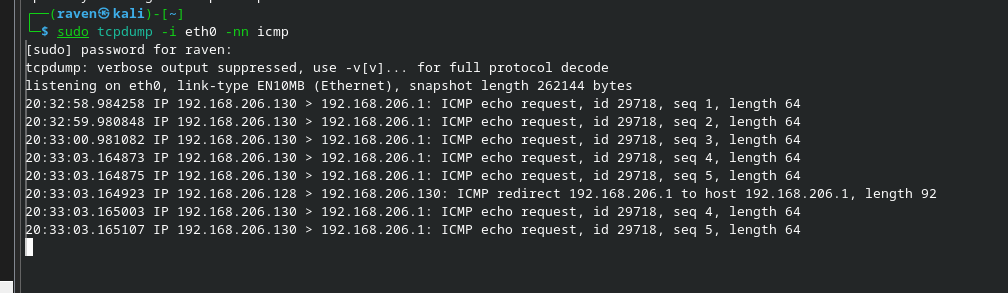 ┌──(raven㉿kali)-[~]
└─$ sudo tcpdump -i eth0 -nn icmp
[sudo] password for raven:
tcpdump: verbose output suppressed, use -v[v]... for full protocol decode
listening on eth0, link-type EN10MB (Ethernet), snapshot length 262144 bytes
20:32:58.984258 IP 192.168.206.130 > 192.168.206.1: ICMP echo request, id 29718, seq 1, length 64
20:32:59.980848 IP 192.168.206.130 > 192.168.206.1: ICMP echo request, id 29718, seq 2, length 64
20:33:00.981082 IP 192.168.206.130 > 192.168.206.1: ICMP echo request, id 29718, seq 3, length 64
20:33:03.164873 IP 192.168.206.130 > 192.168.206.1: ICMP echo request, id 29718, seq 4, length 64
20:33:03.164875 IP 192.168.206.130 > 192.168.206.1: ICMP echo request, id 29718, seq 5, length 64
20:33:03.164923 IP 192.168.206.128 > 192.168.206.130: ICMP redirect 192.168.206.1 to host 192.168.206.1, length 92
20:33:03.165003 IP 192.168.206.130 > 192.168.206.1: ICMP echo request, id 29718, seq 4, length 64
20:33:03.165107 IP 192.168.206.130 > 192.168.206.1: ICMP echo request, id 29718, seq 5, length 64